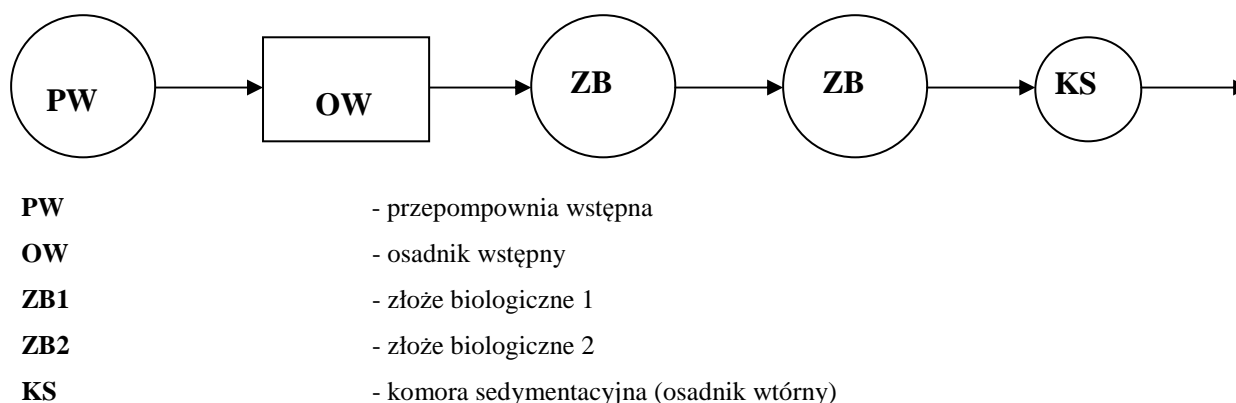 PW OW ZB ZB KS
PW - przepompownia wstępna
OW - osadnik wstępny
ZB1 - złoże biologiczne 1
ZB2 - złoże biologiczne 2
KS - komora sedymentacyjna (osadnik wtórny)